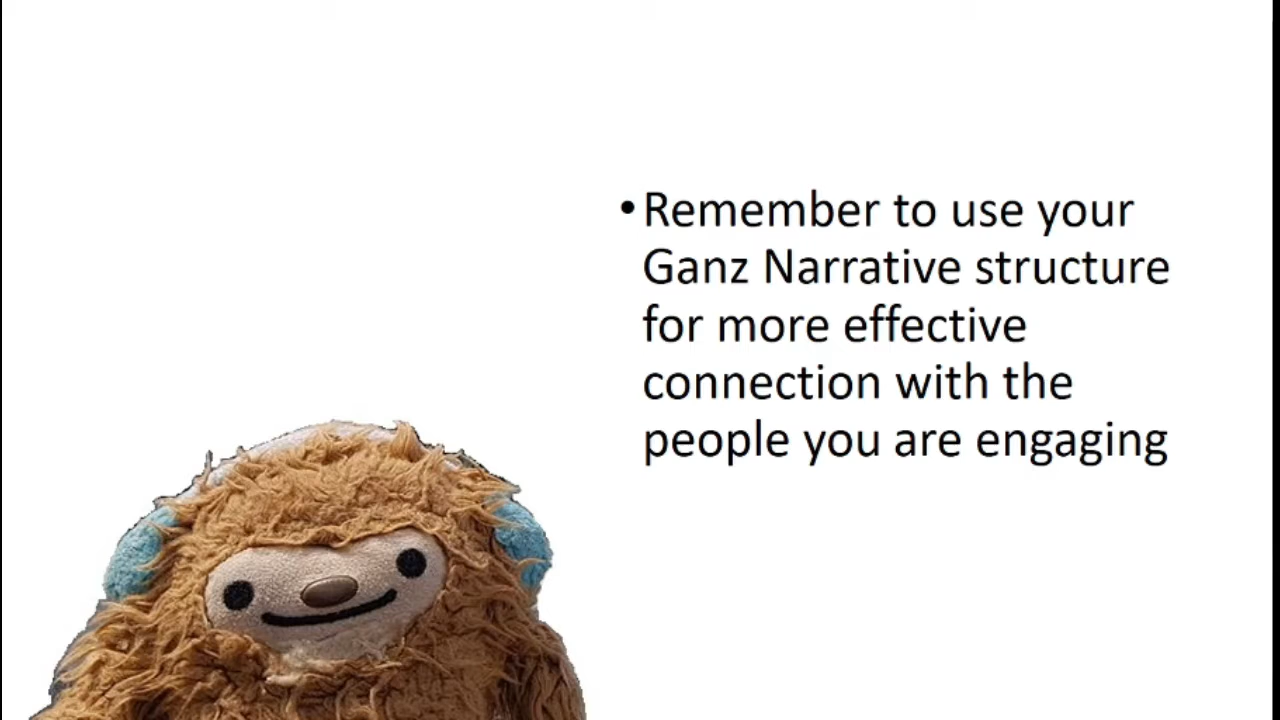 • Remember to use your
Ganz Narrative structure
for more effective
connection with the
people you are engaging